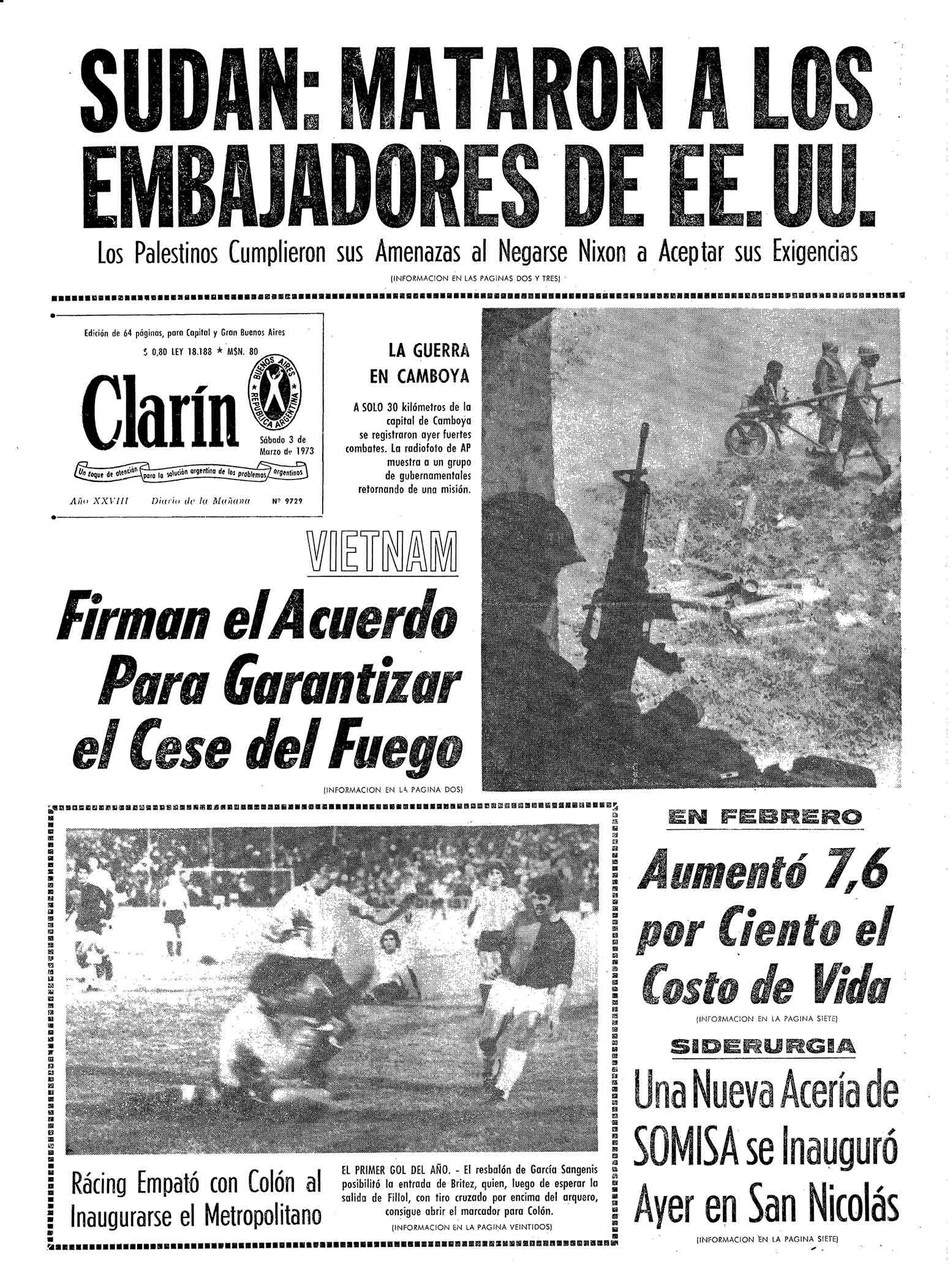 SUDAN: MATARON A LOS
EMBAJADORES DE EE.UU.
Los Palestinos Cumplieron sus Amenazas al Negarse Nixon a Aceptar sus Exigencias
(INFORMACION EN LAS PAGINAS DOS Y TRES)
Edición de 64 páginas, para Capital y Gran Buenos Aires
$ 0,80 LEY 18.188 ★ M$N. 80
Clarín
BUENOS AIRES
REPUBLICA ARGENTINA
Sábado 3 de
Marzo de 1973
Un toque de atención para la solución argentina de los problemas argentinos
Año XXVIII Diario de la Mañana Nº 9729
LA GUERRA
EN CAMBOYA
A SOLO 30 kilómetros de la
capital de Camboya
se registraron ayer fuertes
combates. La radiofoto de AP
muestra a un grupo
de gubernamentales
retornando de una misión.
VIETNAM
Firman el Acuerdo
Para Garantizar
el Cese del Fuego
(INFORMACION EN LA PAGINA DOS)
EN FEBRERO
Aumentó 7,6
por Ciento el
Costo de Vida
(INFORMACION EN LA PAGINA SIETE)
SIDERURGIA
Una Nueva Acería de
SOMISA se Inauguró
Ayer en San Nicolás
(INFORMACION EN LA PAGINA SIETE)
Rácing Empató con Colón al
Inaugurarse el Metropolitano
EL PRIMER GOL DEL AÑO. - El resbalón de García Sangenis
posibilitó la entrada de Britez, quien, luego de esperar la
salida de Fillol, con tiro cruzado por encima del arquero,
consigue abrir el marcador para Colón.
(INFORMACION EN LA PAGINA VEINTIDOS)